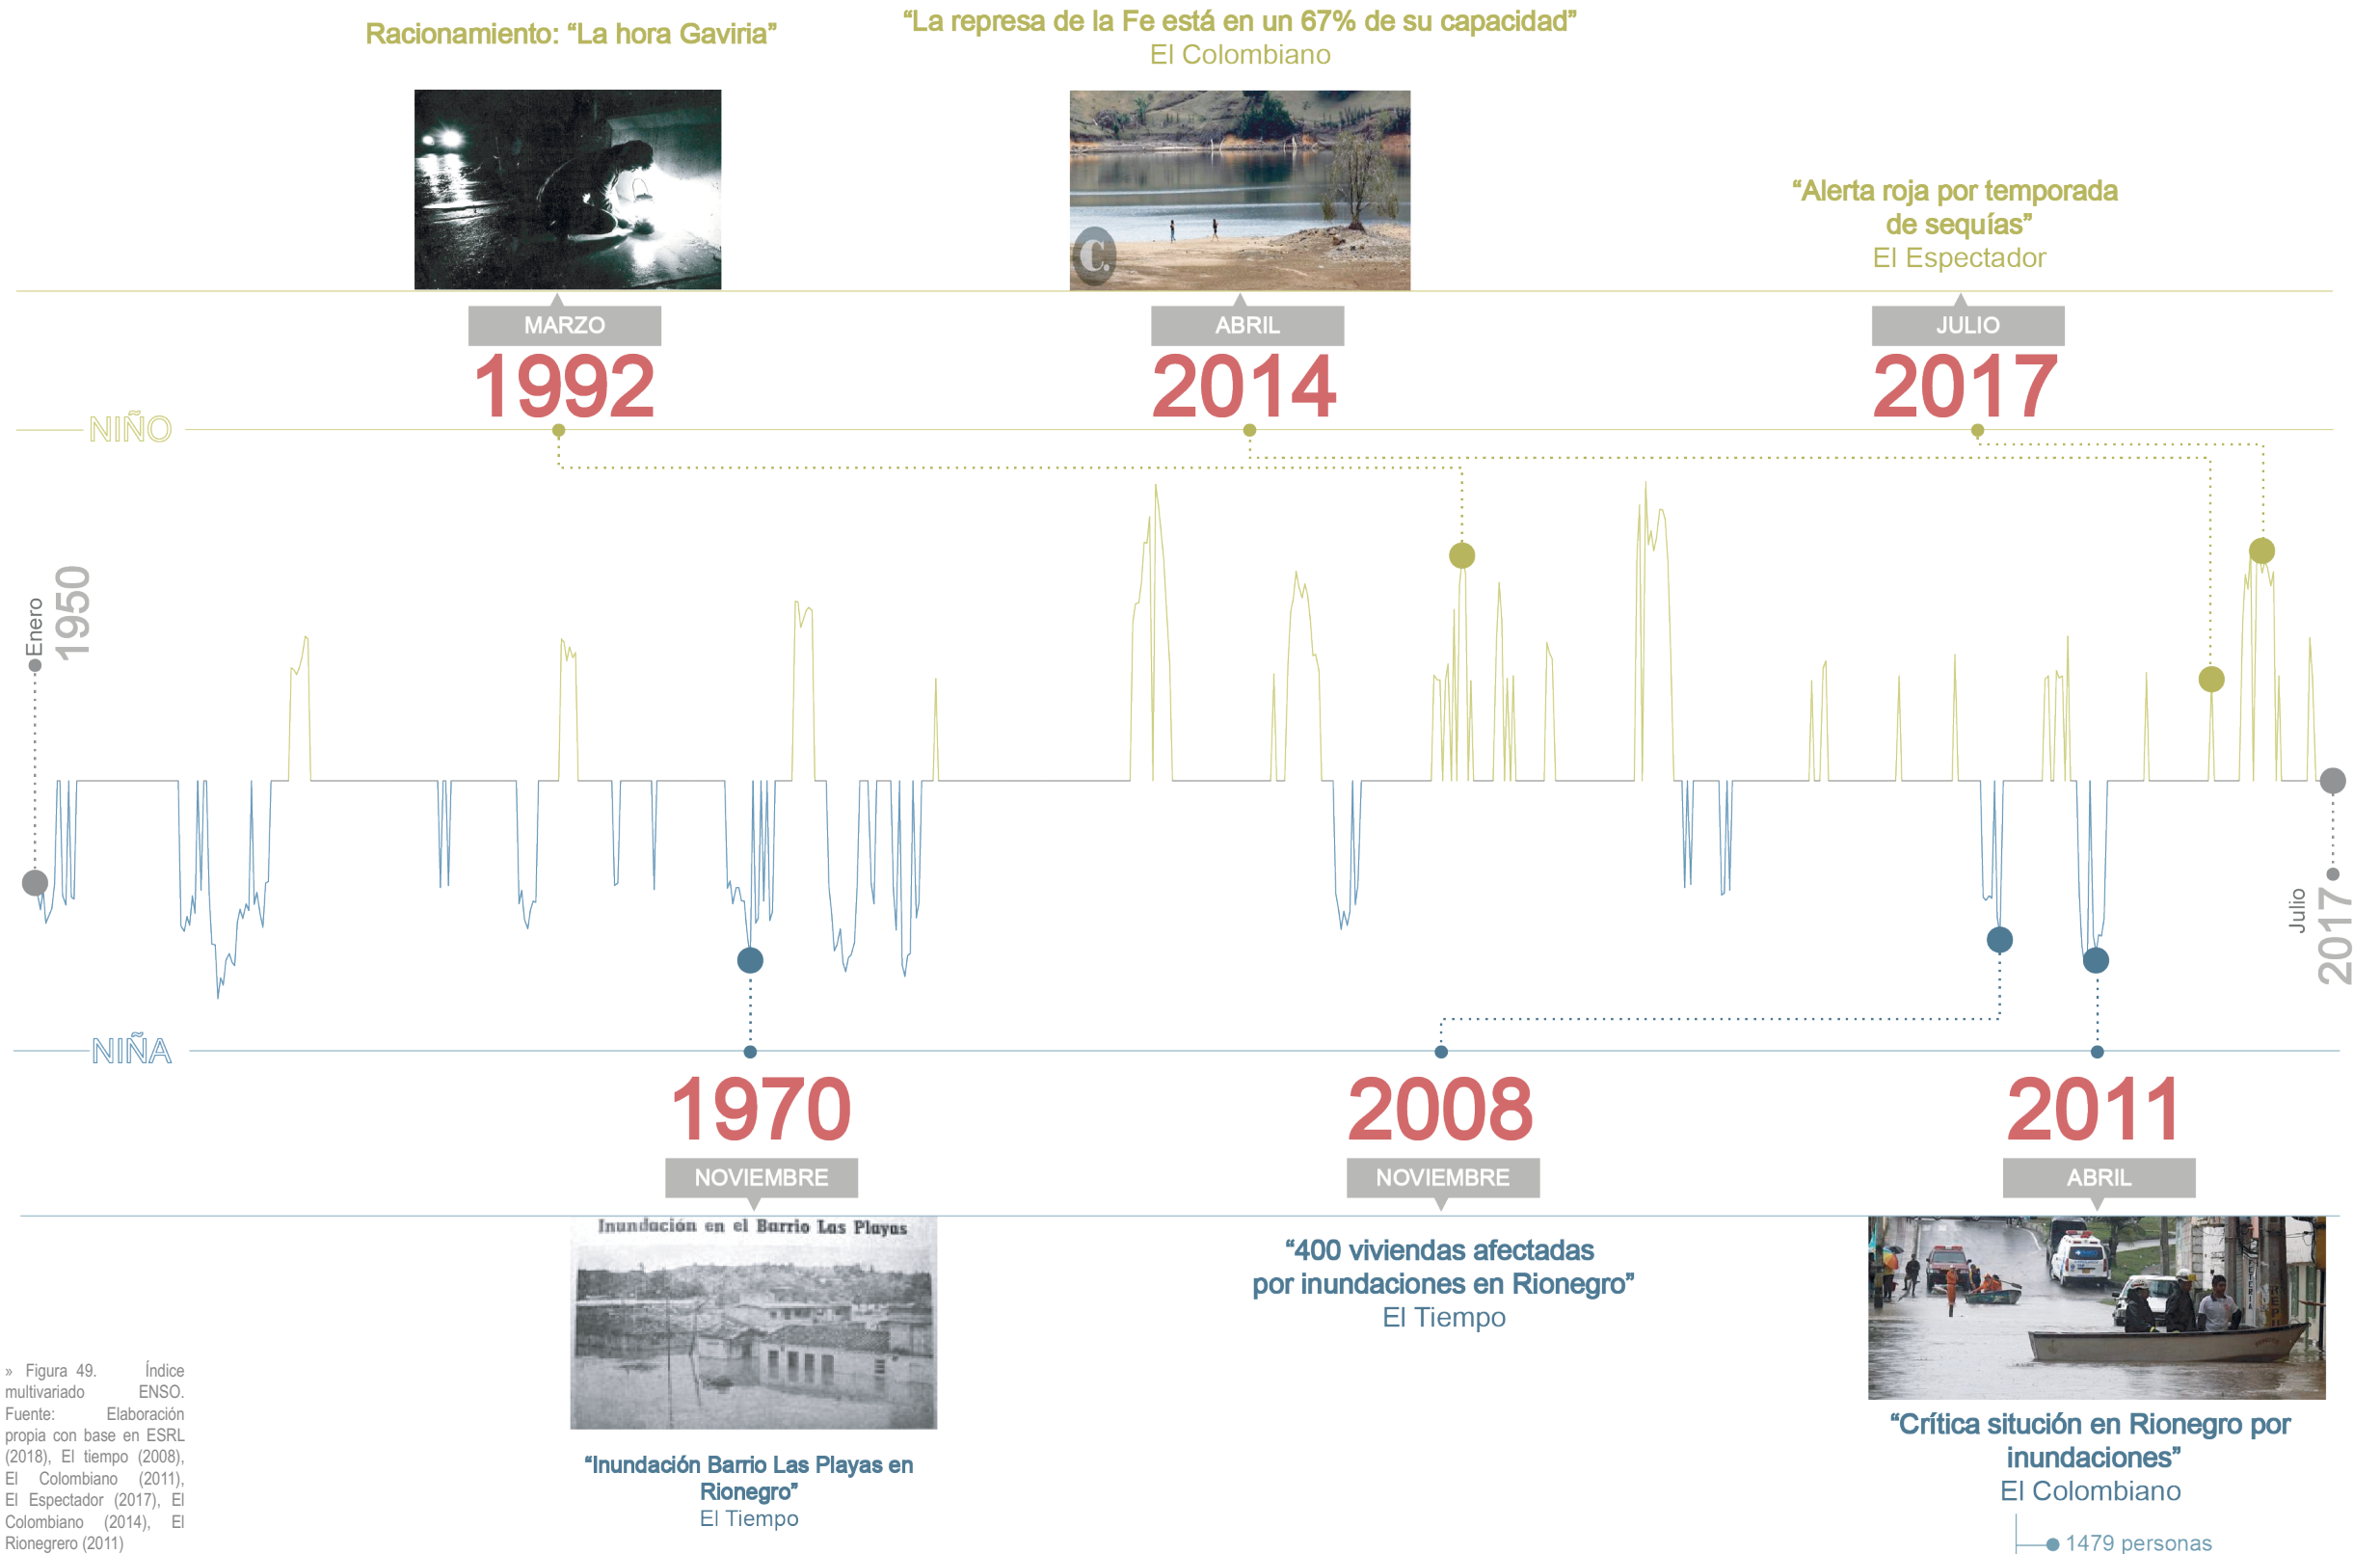 Racionamiento: “La hora Gaviria”
“La represa de la Fe está en un 67% de su capacidad”
El Colombiano
“Alerta roja por temporada
de sequías”
El Espectador
MARZO
1992
ABRIL
2014
JULIO
2017
NIÑO
Enero
1950
Julio
2017
NIÑA
1970
NOVIEMBRE
2008
NOVIEMBRE
2011
ABRIL
Inundación en el Barrio Las Playas
“Inundación Barrio Las Playas en
Rionegro”
El Tiempo
“400 viviendas afectadas
por inundaciones en Rionegro”
El Tiempo
“Crítica situción en Rionegro por
inundaciones”
El Colombiano
1479 personas
» Figura 49. Índice
multivariado ENSO.
Fuente: Elaboración
propia con base en ESRL
(2018), El tiempo (2008),
El Colombiano (2011),
El Espectador (2017), El
Colombiano (2014), El
Rionegrero (2011)
C.